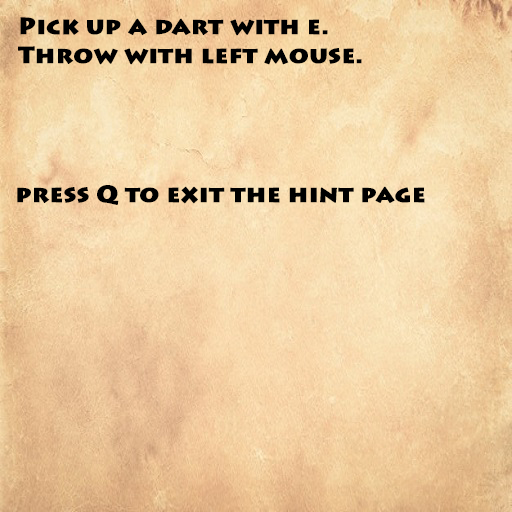 Pick up a dart with e.
Throw with left mouse.
press Q to exit the hint page